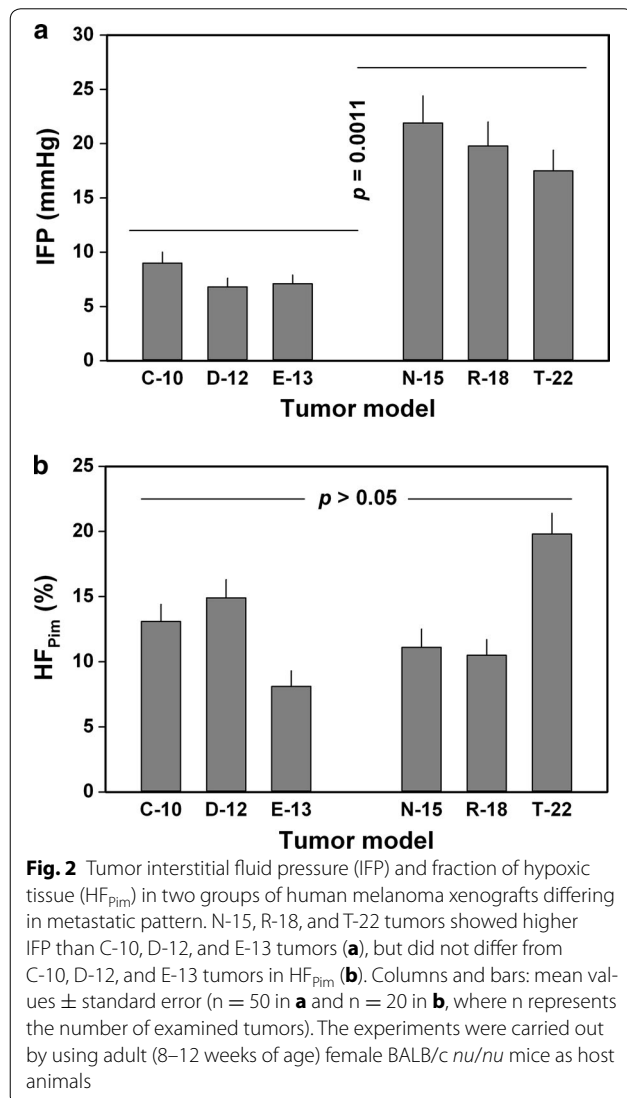 a
30
25
20
15
10
5
0
IFP (mmHg)
p = 0.0011
C-10 D-12 E-13 N-15 R-18 T-22
Tumor model
b
25
20
15
10
5
0
HFPim (%)
p > 0.05
C-10 D-12 E-13 N-15 R-18 T-22
Tumor model
Fig. 2 Tumor interstitial fluid pressure (IFP) and fraction of hypoxic
tissue (HFPim) in two groups of human melanoma xenografts differing
in metastatic pattern. N-15, R-18, and T-22 tumors showed higher
IFP than C-10, D-12, and E-13 tumors (a), but did not differ from
C-10, D-12, and E-13 tumors in HFPim (b). Columns and bars: mean val-
ues ± standard error (n = 50 in a and n = 20 in b, where n represents
the number of examined tumors). The experiments were carried out
by using adult (8–12 weeks of age) female BALB/c nu/nu mice as host
animals